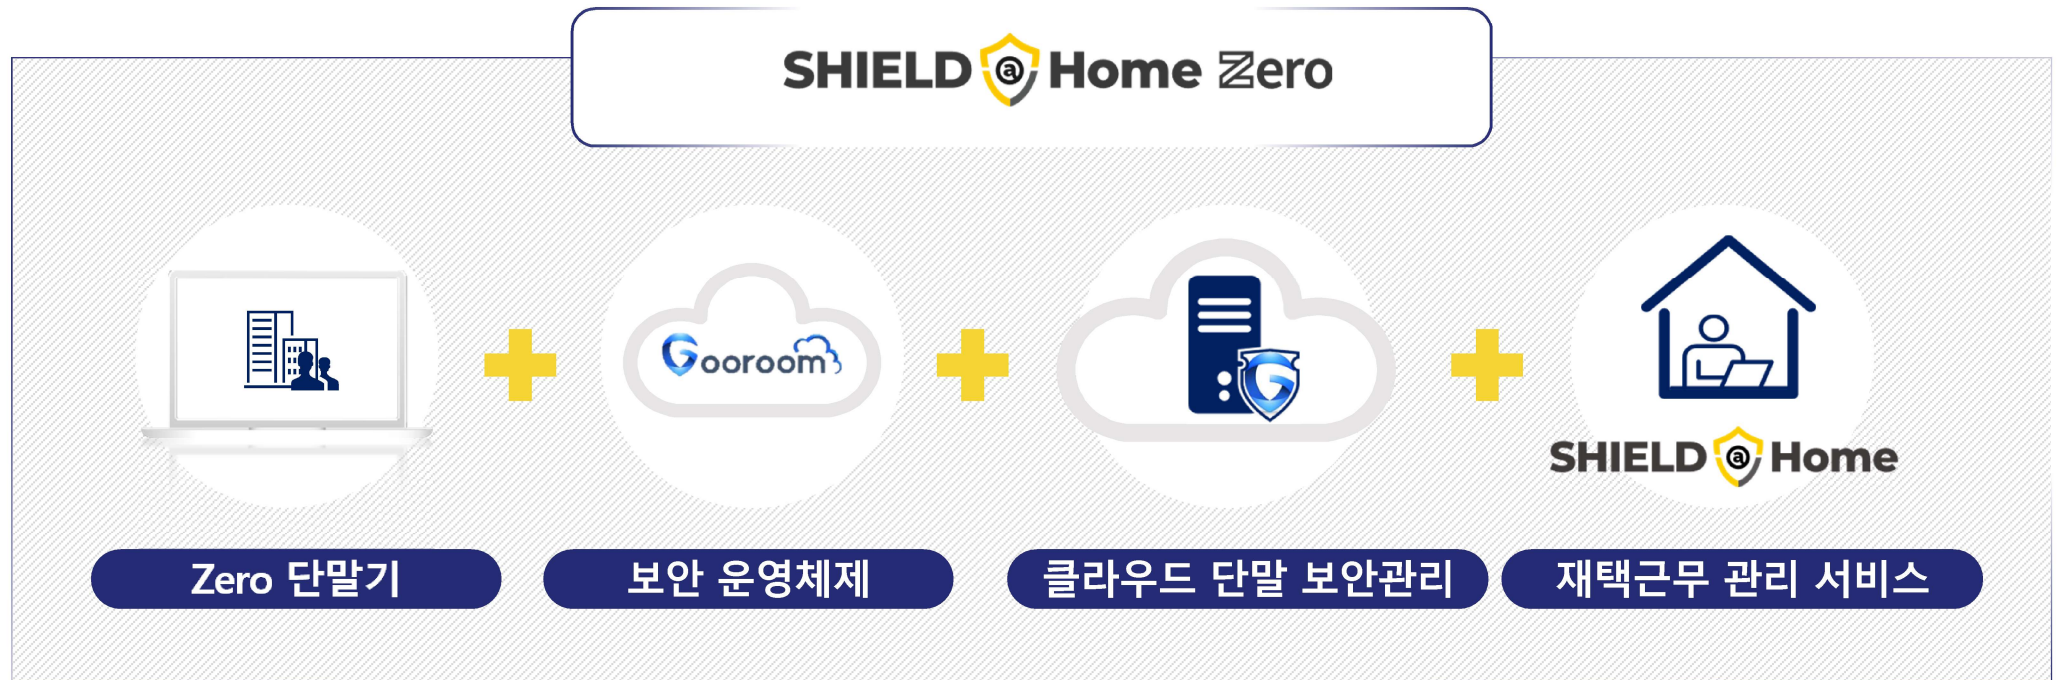 SHIELD @ Home Zero
Gooroom
G
SHIELD @ Home
Zero 단말기
보안 운영체제
클라우드 단말 보안관리
재택근무 관리 서비스